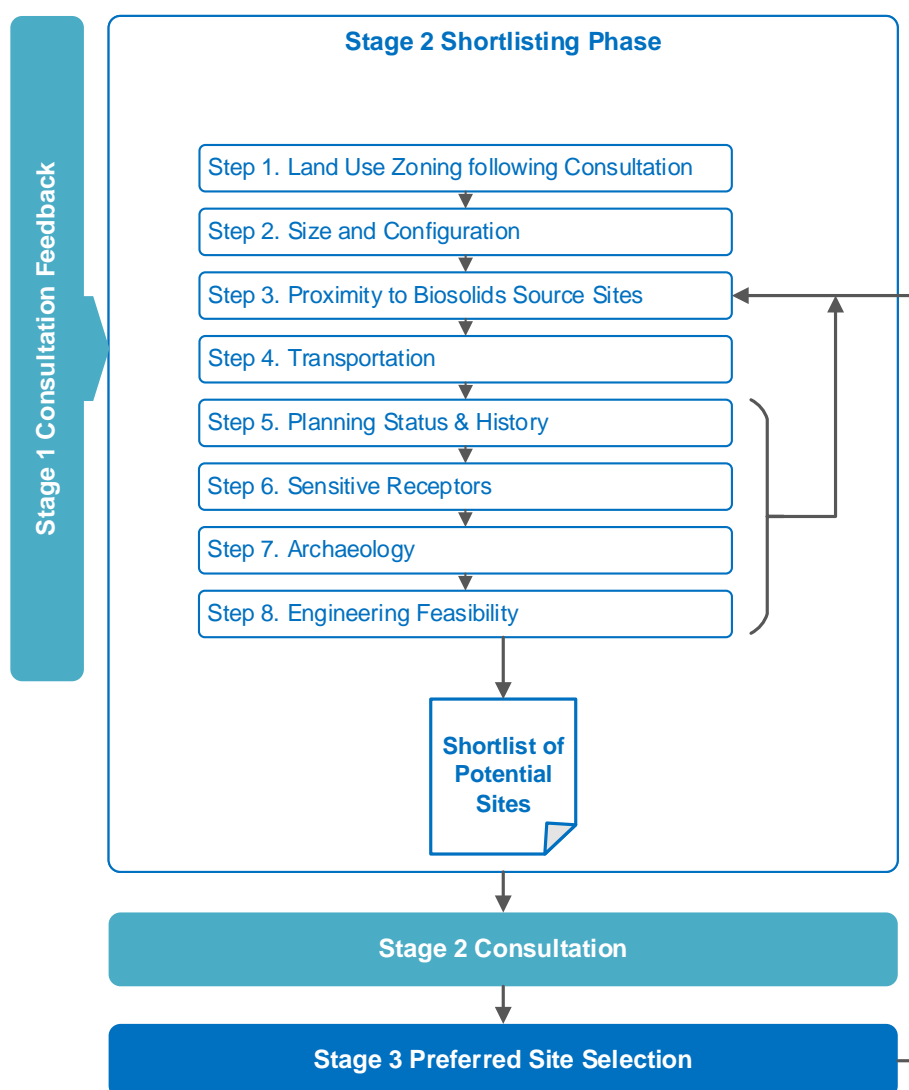 Stage 1 Consultation Feedback
Stage 2 Shortlisting Phase
Step 1. Land Use Zoning following Consultation
Step 2. Size and Configuration
Step 3. Proximity to Biosolids Source Sites
Step 4. Transportation
Step 5. Planning Status & History
Step 6. Sensitive Receptors
Step 7. Archaeology
Step 8. Engineering Feasibility
Shortlist of
Potential
Sites
Stage 2 Consultation
Stage 3 Preferred Site Selection